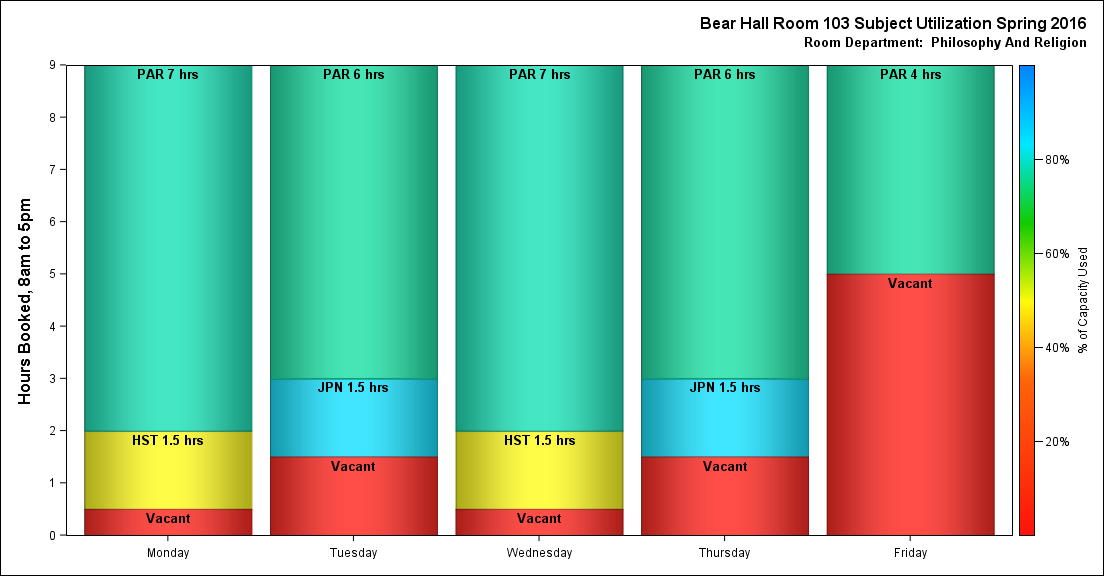 Bear Hall Room 103 Subject Utilization Spring 2016
Room Department:  Philosophy And Religion
Hours Booked, 8am to 5pm
9
8
7
6
5
4
3
2
1
0
PAR 7 hrs
HST 1.5 hrs
Vacant
PAR 6 hrs
JPN 1.5 hrs
Vacant
PAR 7 hrs
HST 1.5 hrs
Vacant
PAR 6 hrs
JPN 1.5 hrs
Vacant
PAR 4 hrs
Vacant
Monday
Tuesday
Wednesday
Thursday
Friday
80%
60%
40%
20%
% of Capacity Used